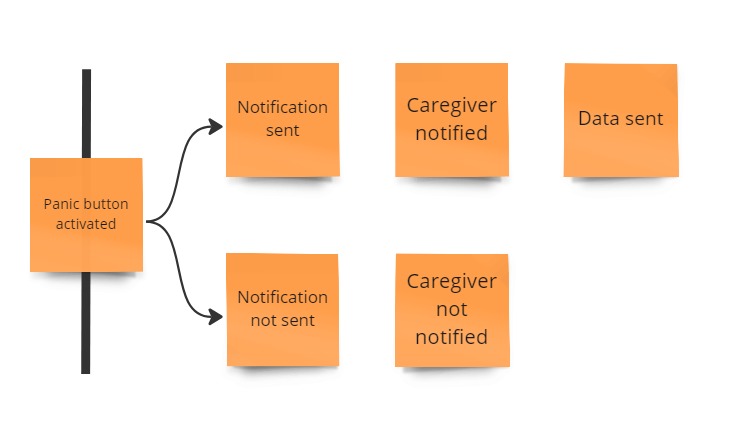 Notification
sent
Caregiver
notified
Data sent
Panic button
activated
Notification
not sent
Caregiver
not
notified